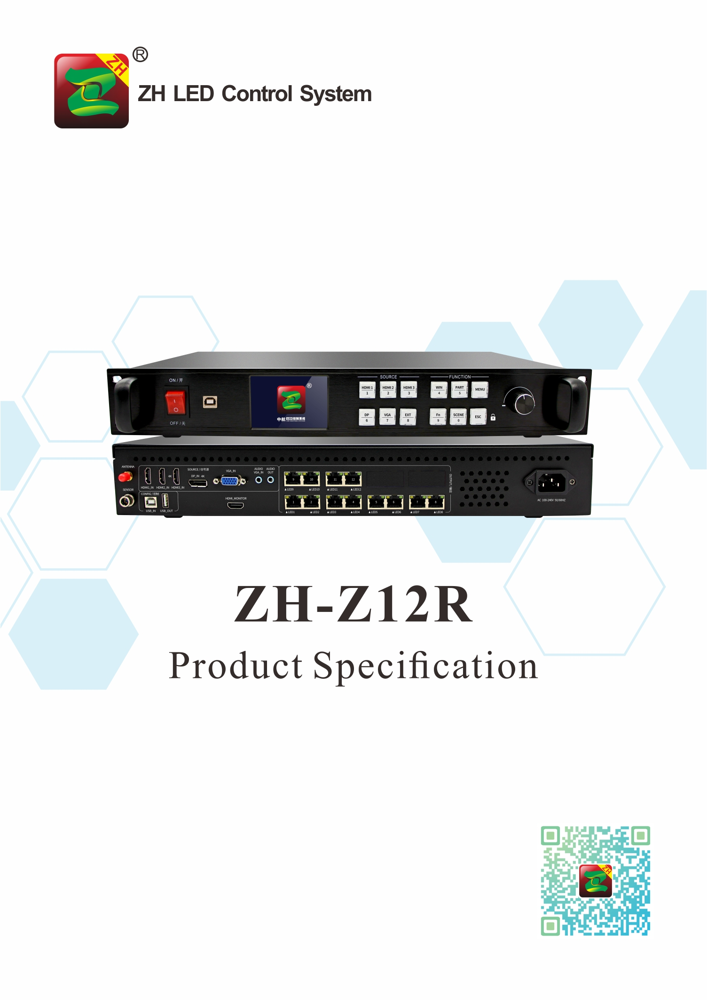 ZH
®
ZH LED Control System
ON / 开
OFF / 关
®
中航 LED 控制系统
SOURCE
FUNCTION
HDMI 1
1
HDMI 2
2
HDMI 3
3
WIN
4
PART
5
MENU
DP
6
VGA
7
EXT
8
Fn
9
SCENE
0
ESC
ANTENNA
SENSOR
HDMI1_IN
HDMI2_IN
4K
HDMI3_IN
SOURCE / 信号源
DP_IN 4K
VGA_IN
AUDIO
VGA_IN
AUDIO
OUT
CONFIG / 控制
USB_IN
USB_OUT
HDMI_MONITOR
9
10
11
12
▲LED9
▲LED10
▲LED11
▲LED12
1
2
3
4
5
6
7
8
▲LED1
▲LED2
▲LED3
▲LED4
▲LED5
▲LED6
▲LED7
▲LED8
OUTPUT / 输出
AC 100-240V 50/60HZ
ZH-Z12R
Product Specification
ZH